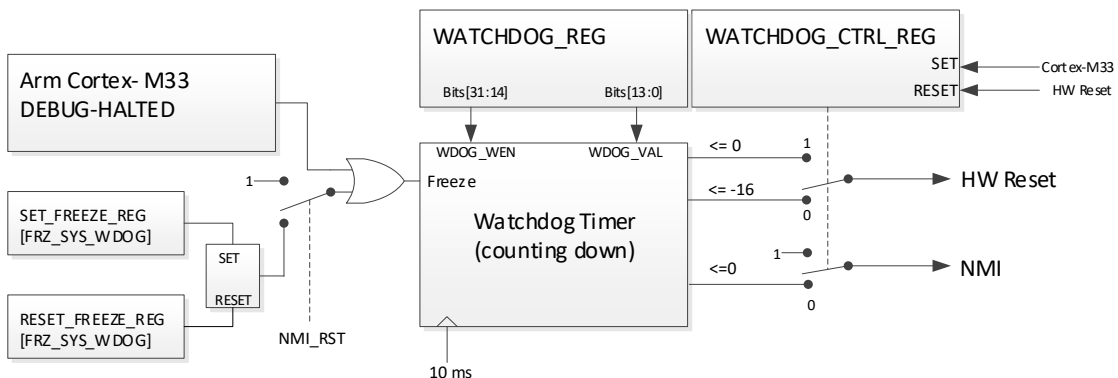 WATCHDOG_REG
WATCHDOG_CTRL_REG
SET
Cortex-M33
RESET
HW Reset
Arm Cortex- M33
DEBUG-HALTED
Bits[31:14]
Bits[13:0]
WDOG_WEN
WDOG_VAL
<= 0
1
1
Freeze
<= -16
HW Reset
0
SET_FREEZE_REG
[FRZ_SYS_WDOG]
Watchdog Timer
(counting down)
SET
1
<=0
NMI
RESET
0
RESET_FREEZE_REG
[FRZ_SYS_WDOG]
NMI_RST
10 ms